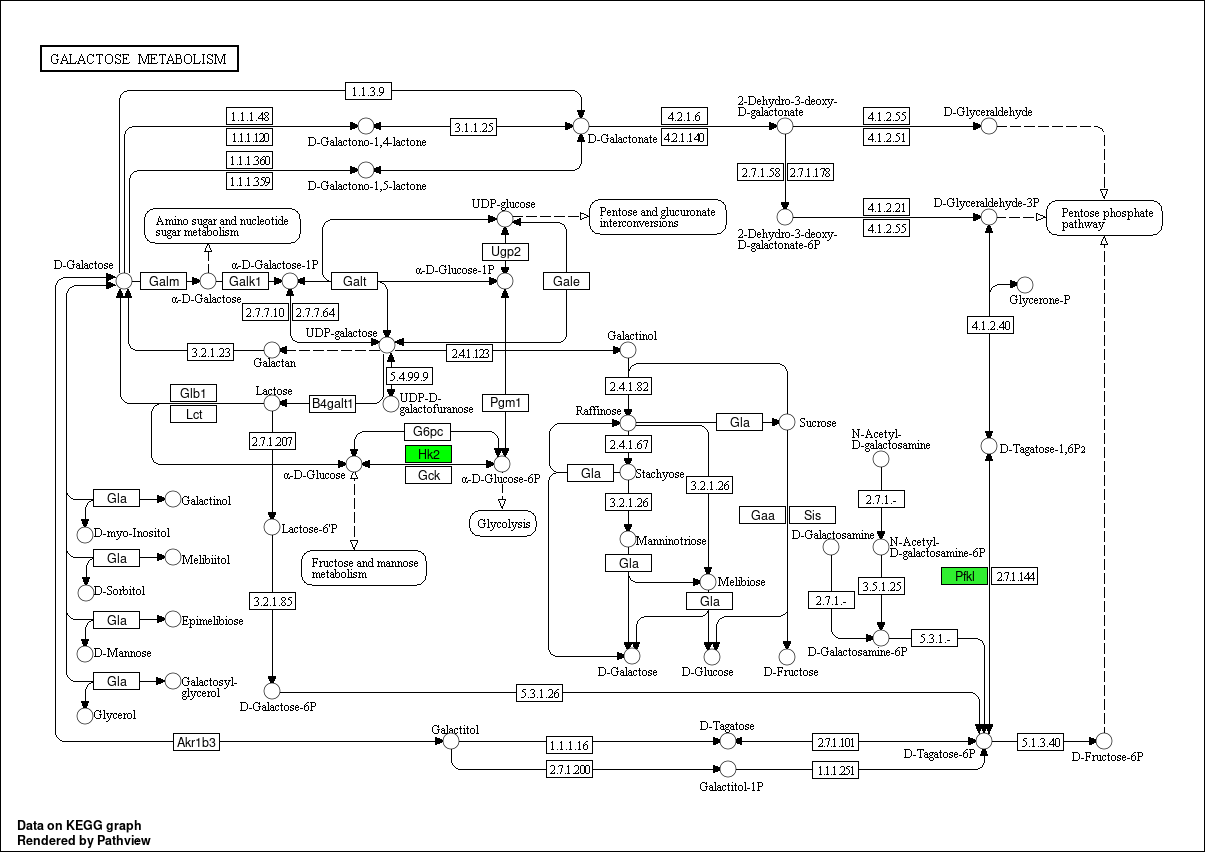 GALACTOSE METABOLISM
1.1.3.9
1.1.1.48
1.1.1.120
D-Galactono-1,4-lactone
3.1.1.25
D-Galactonate
4.2.1.6
4.2.1.140
2-Dehydro-3-deoxy-
D-galactonate
4.1.2.55
4.1.2.51
D-Glyceraldehyde
1.1.1.360
1.1.1.359
D-Galactono-1,5-lactone
2.7.1.58
2.7.1.178
Amino sugar and nucleotide
sugar metabolism
UDP-glucose
Pentose and glucuronate
interconversions
2-Dehydro-3-deoxy-
D-galactonate-6P
4.1.2.21
4.1.2.55
D-Glyceraldehyde-3P
Pentose phosphate
pathway
Ugp2
D-Galactose
Galm
α-D-Galactose
Galk1
α-D-Galactose-1P
Galt
α-D-Glucose-1P
Gale
Glycerone-P
2.7.7.10
2.7.7.64
4.1.2.40
UDP-galactose
Galactinol
3.2.1.23
Galactan
2.4.1.123
5.4.99.9
2.4.1.82
Glb1
Lct
Lactose
B4galt1
UDP-D-
galactofuranose
Pgm1
Raffinose
Gla
Sucrose
2.7.1.207
G6pc
Hk2
Gck
α-D-Glucose
α-D-Glucose-6P
2.4.1.67
N-Acetyl-
D-galactosamine
D-Tagatose-1,6P2
Gla
Stachyose
3.2.1.26
3.2.1.26
2.7.1.-
Gla
Galactinol
D-myo-Inositol
Lactose-6'P
Glycolysis
Gaa
Sis
Manninotriose
D-Galactosamine
N-Acetyl-
D-galactosamine-6P
Gla
Melibiitol
D-Sorbitol
Fructose and mannose
metabolism
Gla
Melibiose
Pfkl
2.7.1.144
3.2.1.85
Gla
2.7.1.-
3.5.1.25
Gla
Epimelibiose
D-Mannose
5.3.1.-
D-Galactosamine-6P
D-Galactose
D-Glucose
D-Fructose
Gla
Galactosyl-
glycerol
Glycerol
D-Galactose-6P
5.3.1.26
Akr1b3
Galactitol
1.1.1.16
D-Tagatose
2.7.1.101
D-Tagatose-6P
5.1.3.40
D-Fructose-6P
2.7.1.200
Galactitol-1P
1.1.1.251
Data on KEGG graph
Rendered by Pathview